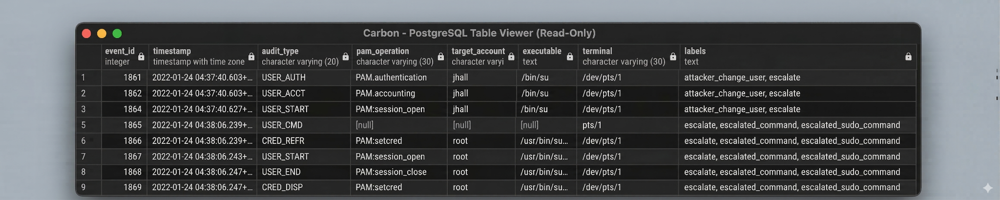 Carbon - PostgreSQL Table Viewer (Read-Only)
event_id timestamp audit_type pam_operation target_account executable terminal labels
integer timestamp with time zone character varying (20) character varying (30) character varyi text character varying (30) text
1 1861 2022-01-24 04:37:40.603+... USER_AUTH PAM.authentication jhall /bin/su /dev/pts/1 attacker_change_user, escalate
2 1862 2022-01-24 04:37:40.603+... USER_ACCT PAM.accounting jhall /bin/su /dev/pts/1 attacker_change_user, escalate
3 1864 2022-01-24 04:37:40.627+... USER_START PAM:session_open jhall /bin/su /dev/pts/1 attacker_change_user, escalate
5 1865 2022-01-24 04:38:06.239+... USER_CMD [null] [null] [null] pts/1 escalate, escalated_command, escalated_sudo_command
6 1866 2022-01-24 04:38:06.239+... CRED_REFR PAM:setcred root /usr/bin/su... /dev/pts/1 escalate, escalated_command, escalated_sudo_command
7 1867 2022-01-24 04:38:06.243+... USER_START PAM:session_open root /usr/bin/su... /dev/pts/1 escalate, escalated_command, escalated_sudo_command
8 1868 2022-01-24 04:38:06.247+... USER_END PAM:session_close root /usr/bin/su... /dev/pts/1 escalate, escalated_command, escalated_sudo_command
9 1869 2022-01-24 04:38:06.247+... CRED_DISP PAM:setcred root /usr/bin/su... /dev/pts/1 escalate, escalated_command, escalated_sudo_command